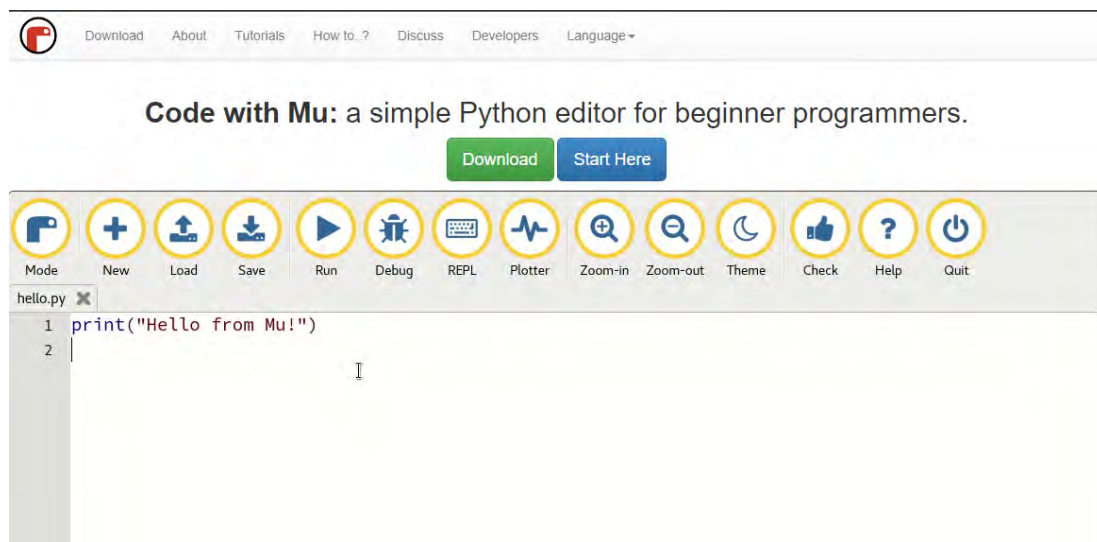 Download About Tutorials How to..? Discuss Developers Language
Code with Mu: a simple Python editor for beginner programmers.
Download Start Here
Mode New Load Save Run Debug REPL Plotter Zoom-in Zoom-out Theme Check Help Quit
hello.py
1 print("Hello from Mu!")
2